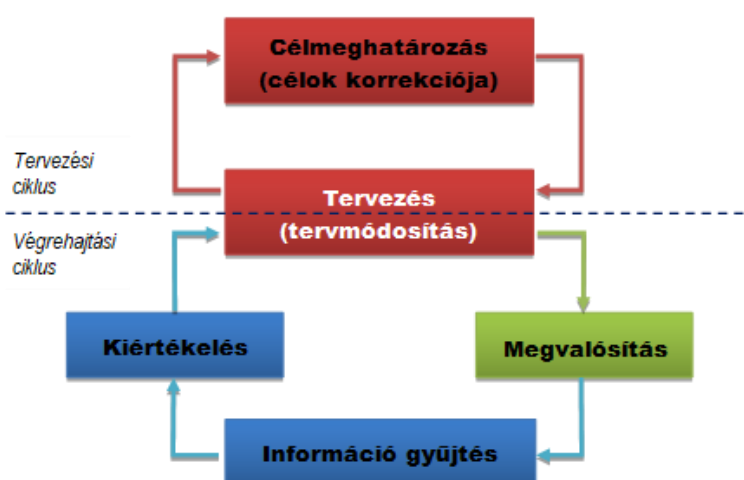 Célmeghatározás
(célok korrekciója)
Tervezési
ciklus
Tervezés
(tervmódosítás)
Végrehajtási
ciklus
Kiértékelés
Megvalósítás
Információ gyűjtés